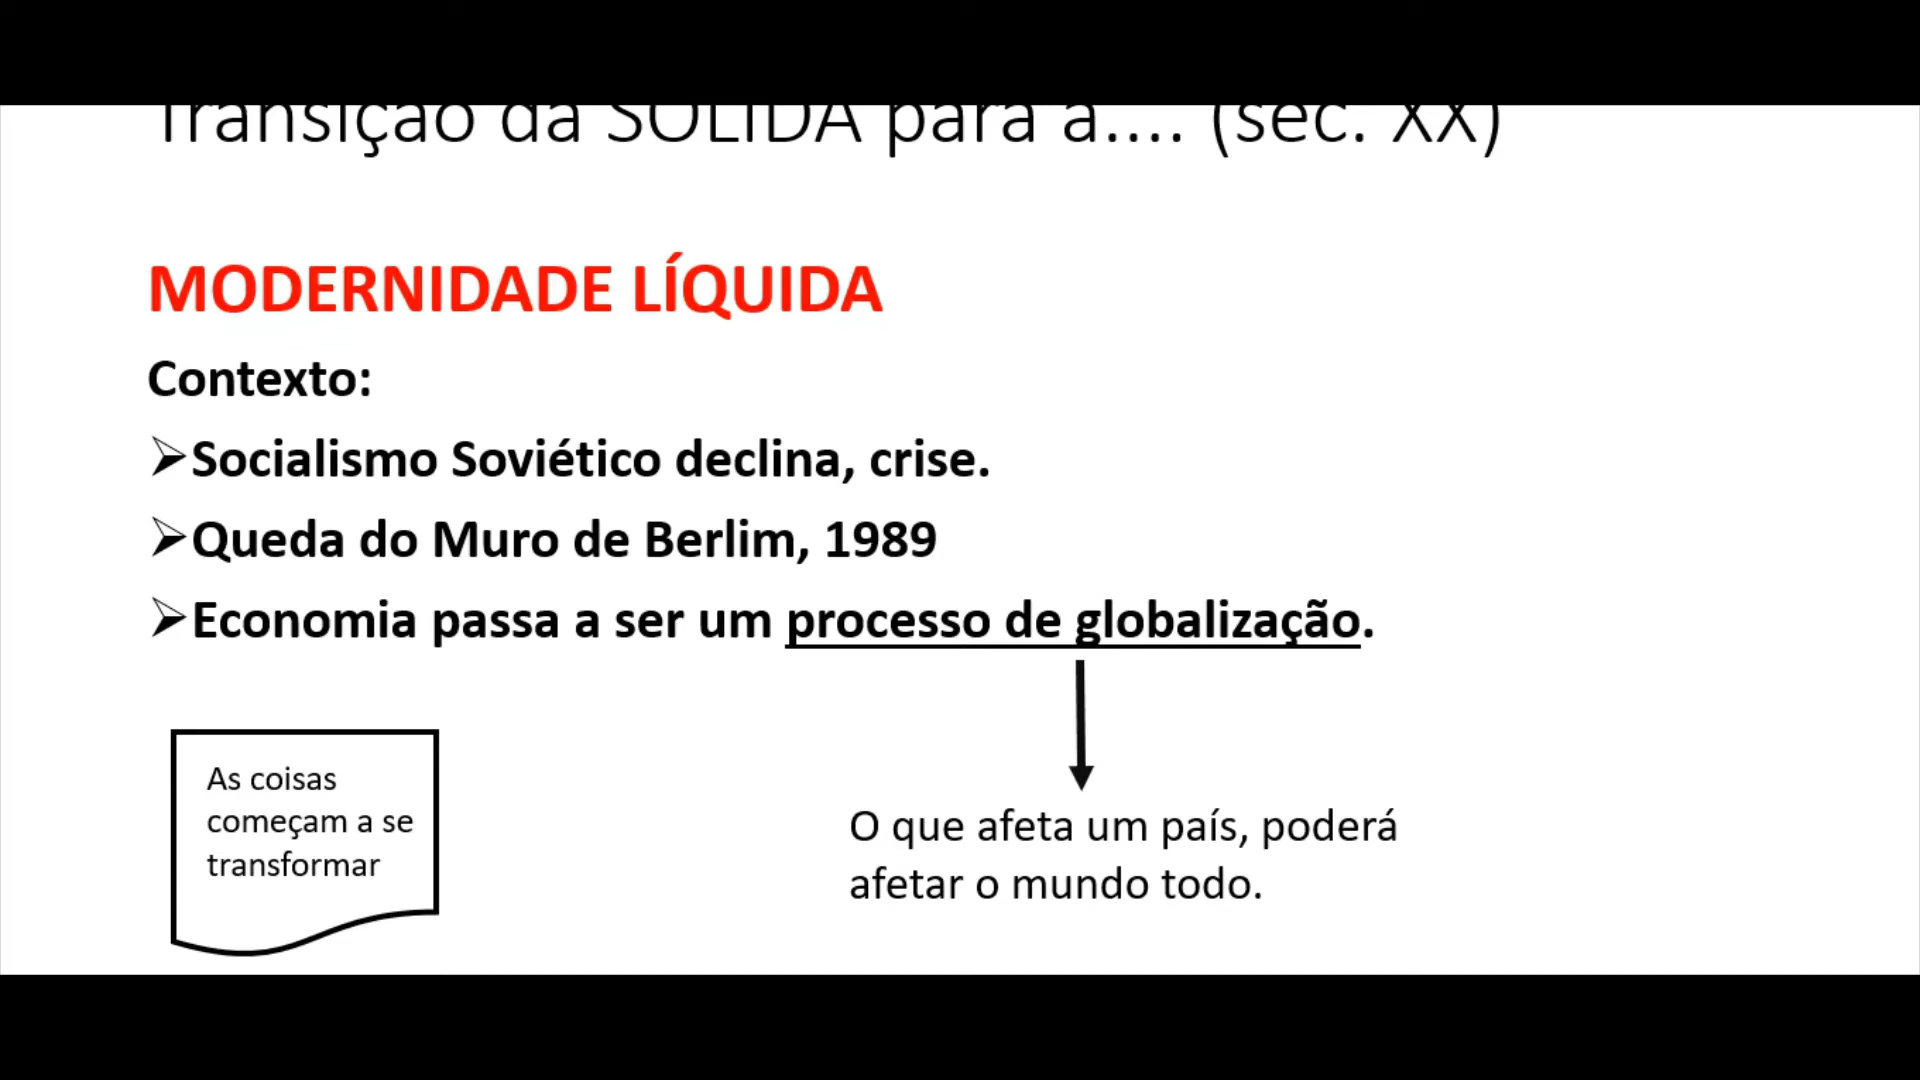 Transição da SÓLIDA para a.... (séc. XX)
MODERNIDADE LÍQUIDA
Contexto:
➢Socialismo Soviético declina, crise.
➢Queda do Muro de Berlim, 1989
➢Economia passa a ser um processo de globalização.
As coisas
começam a se
transformar
O que afeta um país, poderá
afetar o mundo todo.